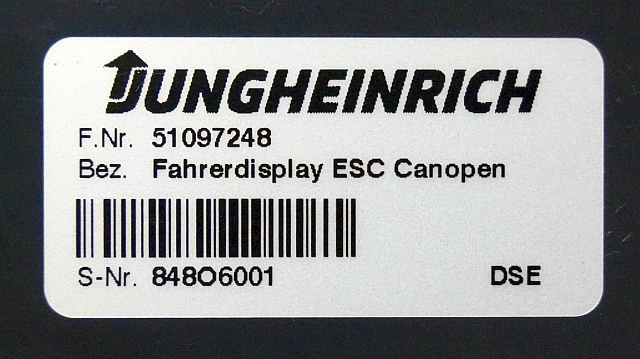 JUNGHEINRICH
F.Nr. 51097248
Bez. Fahrerdisplay ESC Canopen
S-Nr. 848O6001 DSE